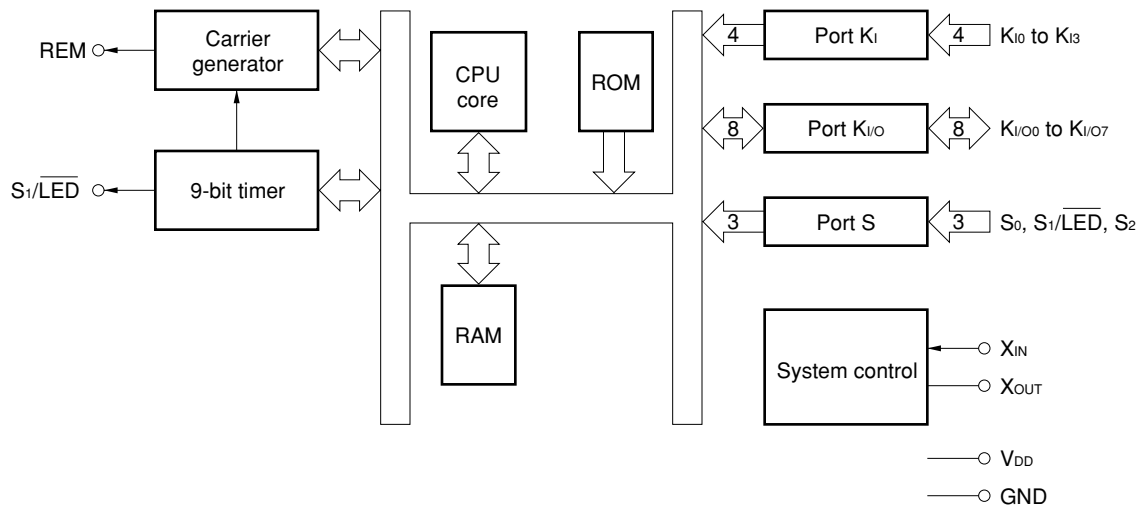 REM
Carrier
generator
S1/LED
9-bit timer
CPU
core
ROM
RAM
4
Port KI
4
KI0 to KI3
8
Port KI/O
8
KI/O0 to KI/O7
3
Port S
3
S0, S1/LED, S2
System control
XIN
XOUT
VDD
GND